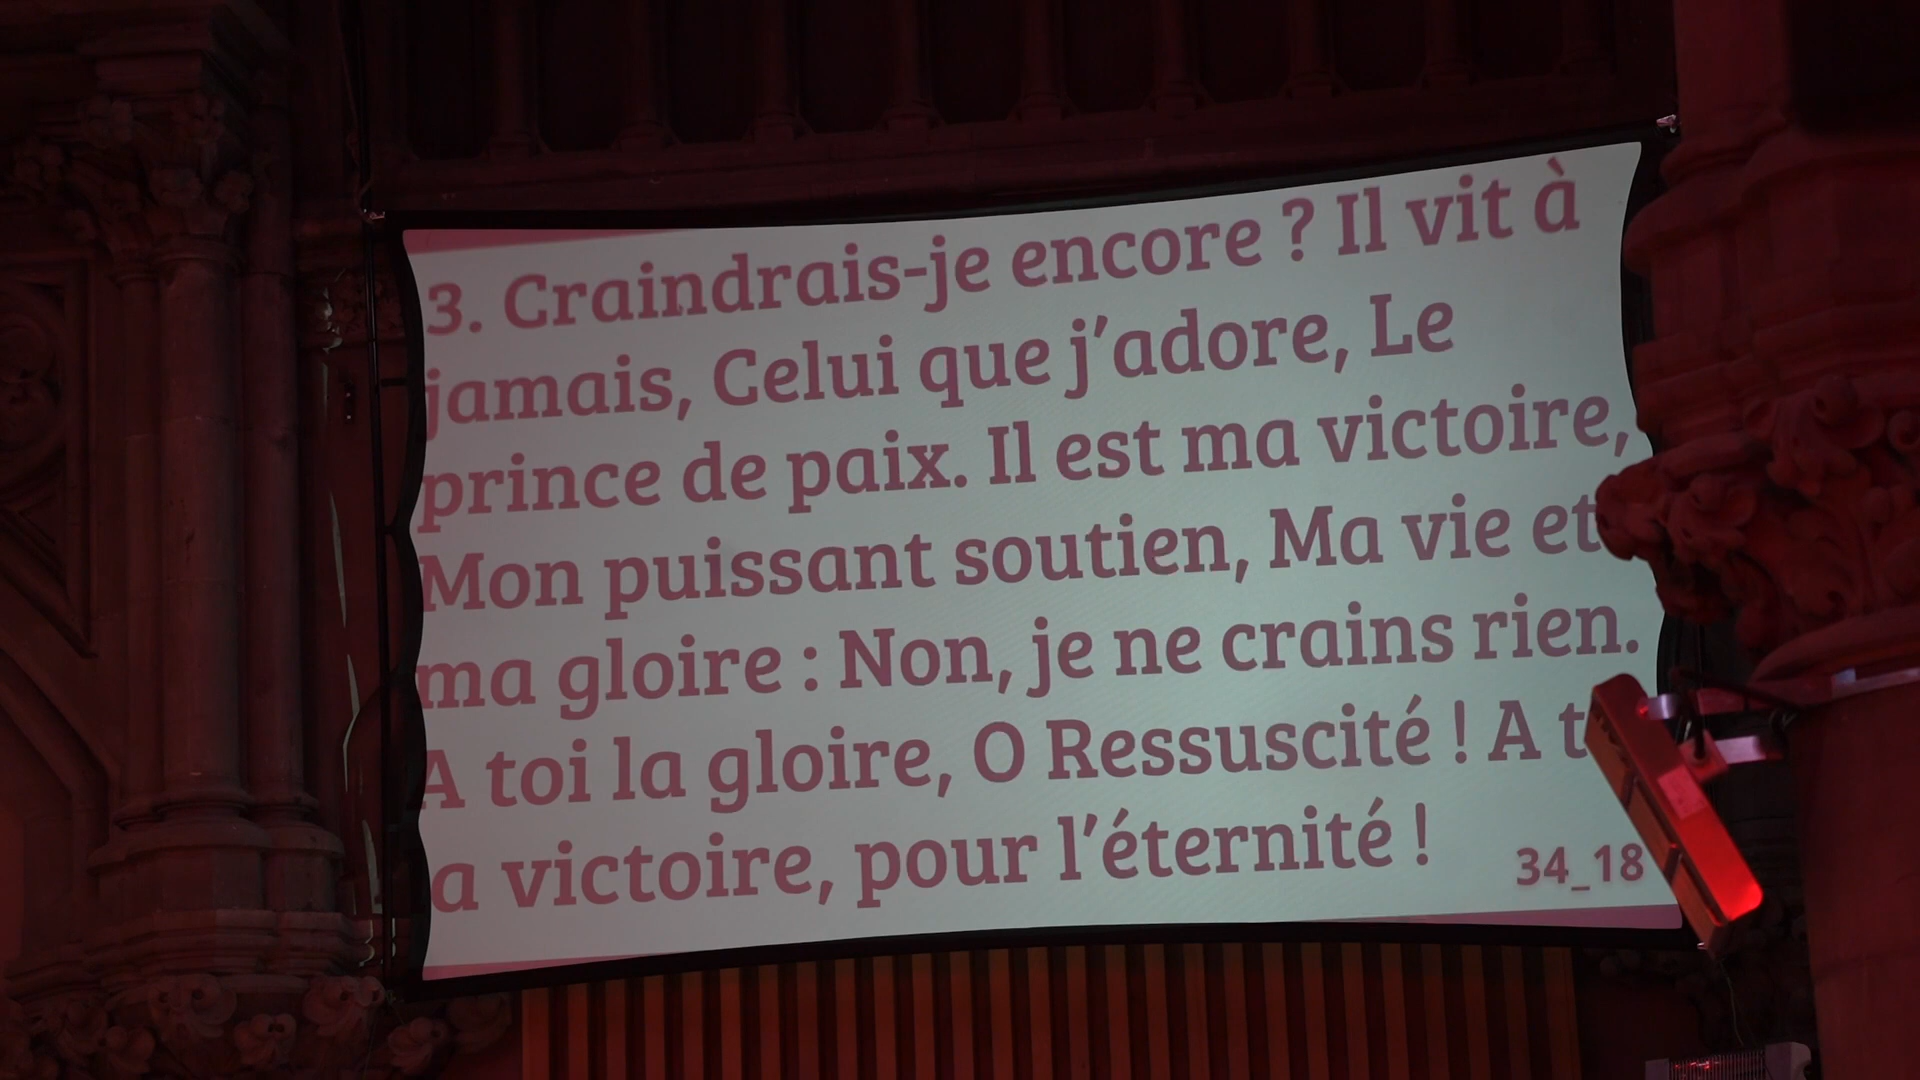 3. Craindrais-je encore ? Il vit à
jamais, Celui que j’adore, Le
prince de paix. Il est ma victoire,
Mon puissant soutien, Ma vie et
ma gloire : Non, je ne crains rien.
A toi la gloire, O Ressuscité ! A t
a victoire, pour l’éternité !
34_18